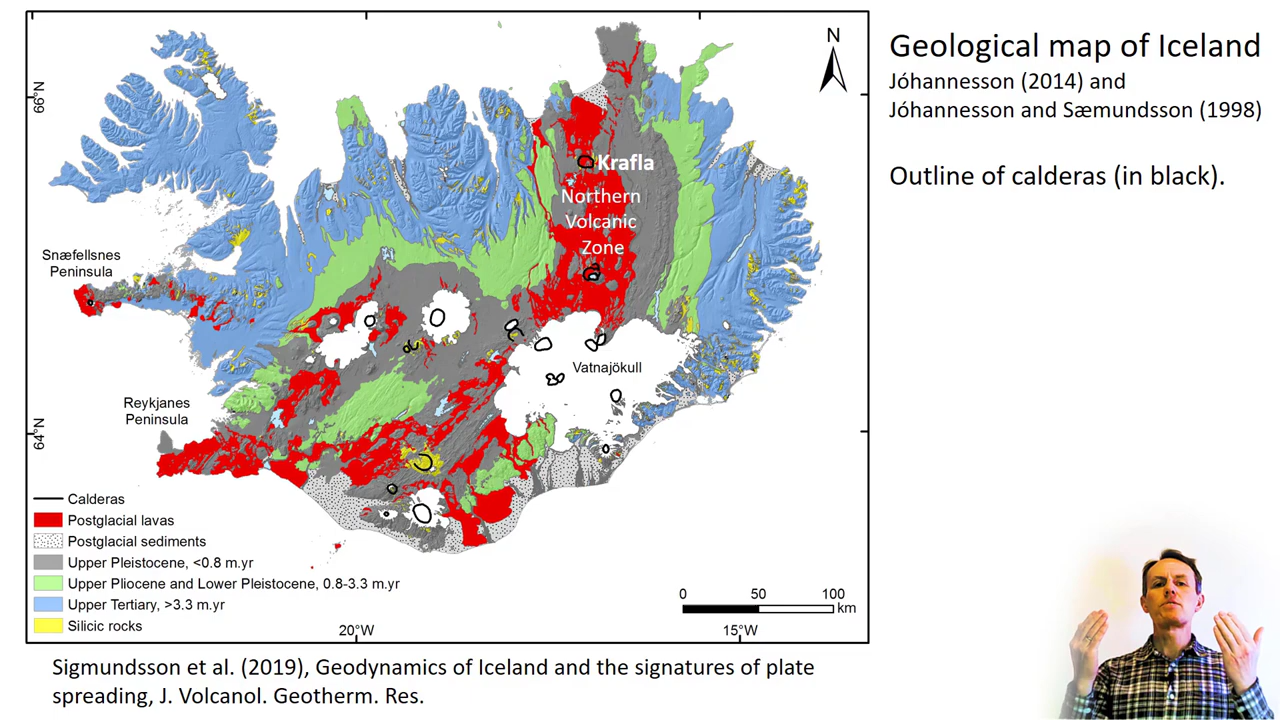 Geological map of Iceland
Jóhannesson (2014) and
Jóhannesson and Sæmundsson (1998)
Outline of calderas (in black).
N
66°N
64°N
Krafla
Northern
Volcanic
Zone
Snæfellsnes
Peninsula
Vatnajökull
Reykjanes
Peninsula
Calderas
Postglacial lavas
Postglacial sediments
Upper Pleistocene, <0.8 m.yr
Upper Pliocene and Lower Pleistocene, 0.8-3.3 m.yr
Upper Tertiary, >3.3 m.yr
Silicic rocks
0 50 100
km
20°W 15°W
Sigmundsson et al. (2019), Geodynamics of Iceland and the signatures of plate
spreading, J. Volcanol. Geotherm. Res.